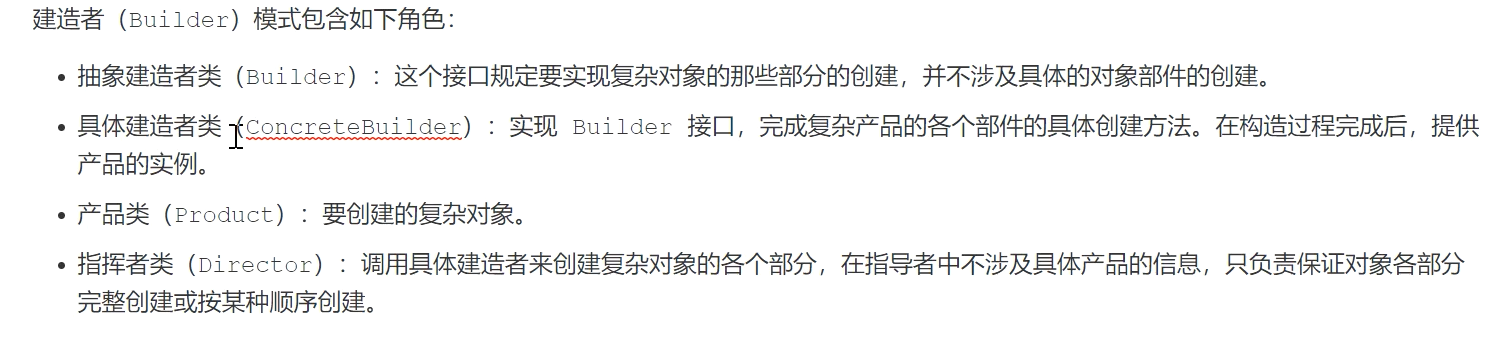 建造者（Builder）模式包含如下角色：
• 抽象建造者类（Builder）：这个接口规定要实现复杂对象的那些部分的创建，并不涉及具体的对象部件的创建。
• 具体建造者类（ConcreteBuilder）：实现 Builder 接口，完成复杂产品的各个部件的具体创建方法。在构造过程完成后，提供
产品的实例。
• 产品类（Product）：要创建的复杂对象。
• 指挥者类（Director）：调用具体建造者来创建复杂对象的各个部分，在指导者中不涉及具体产品的信息，只负责保证对象各部分
完整创建或按某种顺序创建。